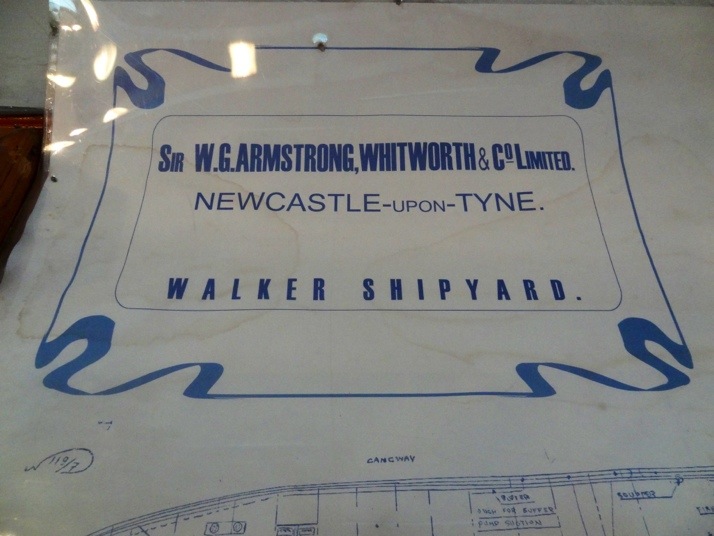 SIR W.G.ARMSTRONG,WHITWORTH & Cº LIMITED.
NEWCASTLE-UPON-TYNE.
WALKER SHIPYARD.
GANGWAY